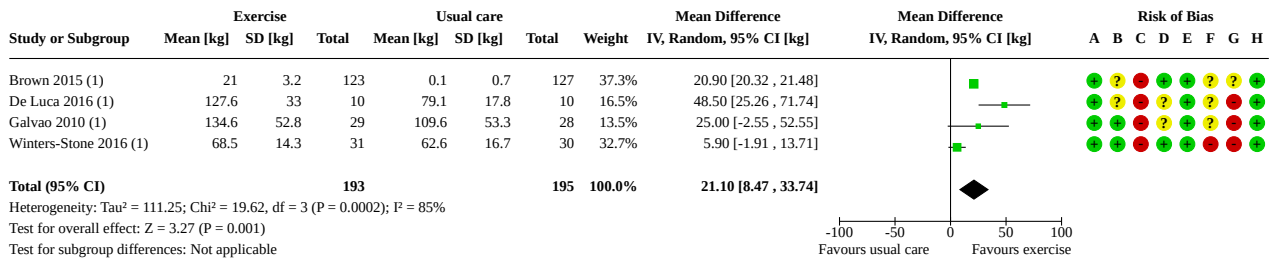 Exercise Usual care Mean Difference Mean Difference Risk of Bias
Study or Subgroup Mean [kg] SD [kg] Total Mean [kg] SD [kg] Total Weight IV, Random, 95% CI [kg] IV, Random, 95% CI [kg] A B C D E F G H
Brown 2015 (1) 21 3.2 123 0.1 0.7 127 37.3% 20.90 [20.32 , 21.48] + ? - + + ? ? +
De Luca 2016 (1) 127.6 33 10 79.1 17.8 10 16.5% 48.50 [25.26 , 71.74] + ? - ? + ? - +
Galvao 2010 (1) 134.6 52.8 29 109.6 53.3 28 13.5% 25.00 [-2.55 , 52.55] + + - ? + ? - +
Winters-Stone 2016 (1) 68.5 14.3 31 62.6 16.7 30 32.7% 5.90 [-1.91 , 13.71] + + - + + - - +
Total (95% CI) 193 195 100.0% 21.10 [8.47 , 33.74]
Heterogeneity: Tau² = 111.25; Chi² = 19.62, df = 3 (P = 0.0002); I² = 85%
Test for overall effect: Z = 3.27 (P = 0.001)
-100 -50 0 50 100
Test for subgroup differences: Not applicable Favours usual care Favours exercise